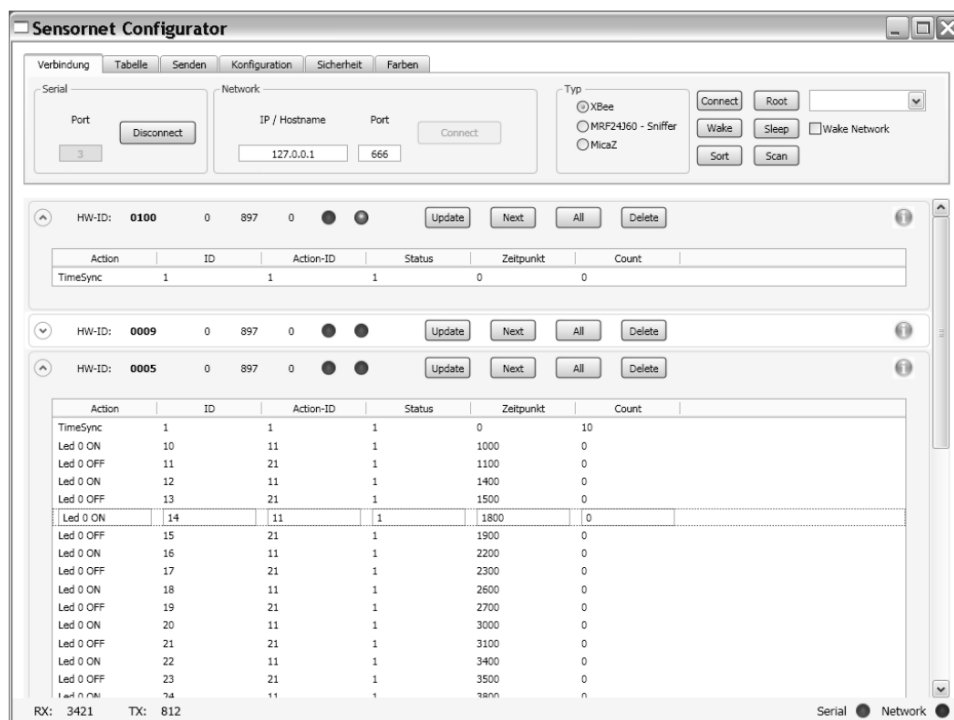 Sensornet Configurator
Verbindung Tabelle Senden Konfiguration Sicherheit Farben
Serial Network Typ
Port IP / Hostname Port
3 Disconnect 127.0.0.1 666 Connect
XBee
MRF24J60 - Sniffer
MicaZ
Connect Root
Wake Sleep Wake Network
Sort Scan
HW-ID: 0100 0 897 0 Update Next All Delete
Action ID Action-ID Status Zeitpunkt Count
TimeSync 1 1 1 0 0
HW-ID: 0009 0 897 0 Update Next All Delete
HW-ID: 0005 0 897 0 Update Next All Delete
Action ID Action-ID Status Zeitpunkt Count
TimeSync 1 1 1 0 10
Led 0 ON 10 11 1 1000 0
Led 0 OFF 11 21 1 1100 0
Led 0 ON 12 11 1 1400 0
Led 0 OFF 13 21 1 1500 0
Led 0 ON 14 11 1 1800 0
Led 0 OFF 15 21 1 1900 0
Led 0 ON 16 11 1 2200 0
Led 0 OFF 17 21 1 2300 0
Led 0 ON 18 11 1 2600 0
Led 0 OFF 19 21 1 2700 0
Led 0 ON 20 11 1 3000 0
Led 0 OFF 21 21 1 3100 0
Led 0 ON 22 11 1 3400 0
Led 0 OFF 23 21 1 3500 0
Led 0 ON 24 11 1 3800 0
RX: 3421 TX: 812 Serial Network